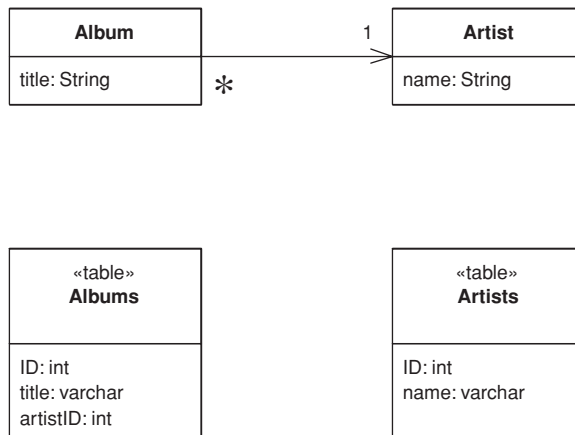 Album
title: String
*
1
Artist
name: String
«table»
Albums
ID: int
title: varchar
artistID: int
«table»
Artists
ID: int
name: varchar